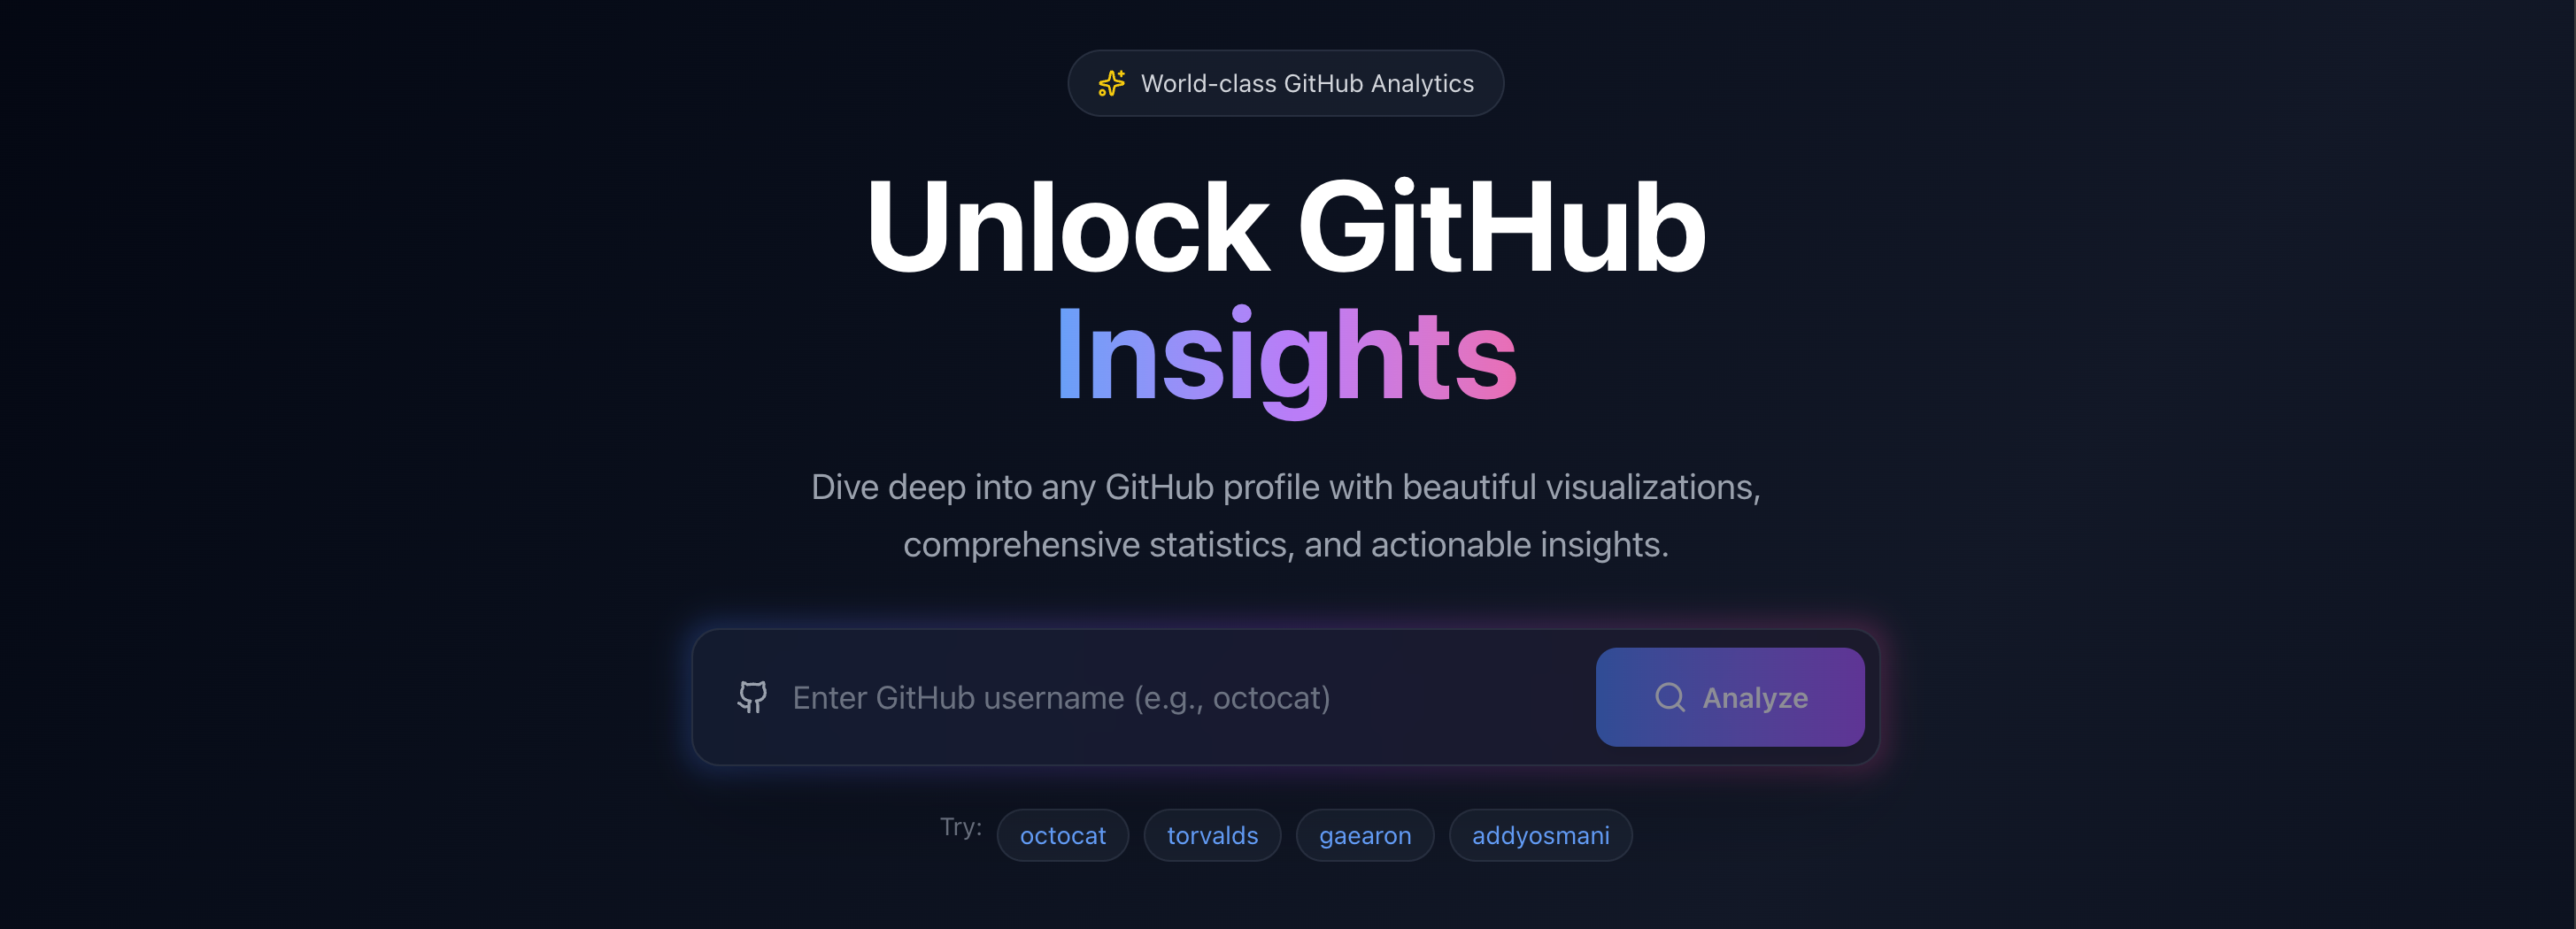 World-class GitHub Analytics
Unlock GitHub
Insights
Dive deep into any GitHub profile with beautiful visualizations,
comprehensive statistics, and actionable insights.
Enter GitHub username (e.g., octocat)
Analyze
Try: octocat torvalds gaearon addyosmani